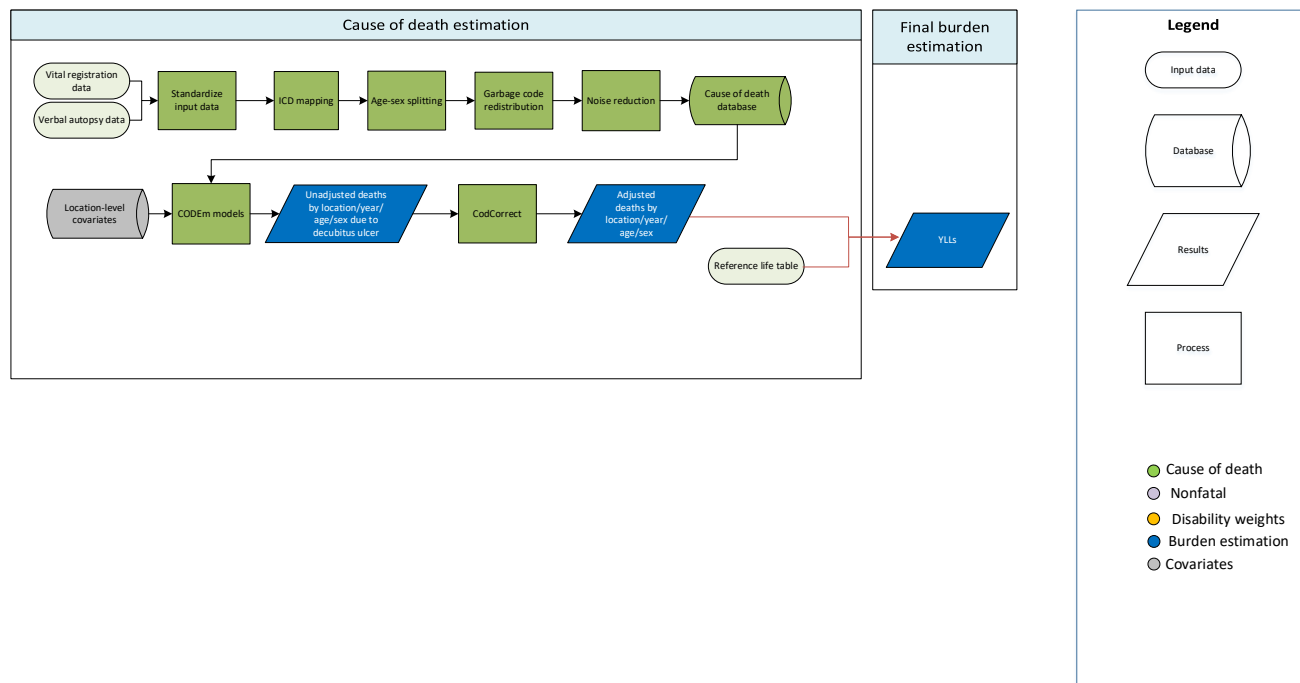 Cause of death estimation
Final burden
estimation
Legend
Vital registration
data
Verbal autopsy data
Standardize
input data
ICD mapping
Age-sex splitting
Garbage code
redistribution
Noise reduction
Cause of death
database
Input data
Database
Location-level
covariates
CODEm models
Unadjusted deaths
by location/year/
age/sex due to
decubitus ulcer
CodCorrect
Adjusted
deaths by
location/year/
age/sex
Reference life table
YLLs
Results
Process
Cause of death
Nonfatal
Disability weights
Burden estimation
Covariates